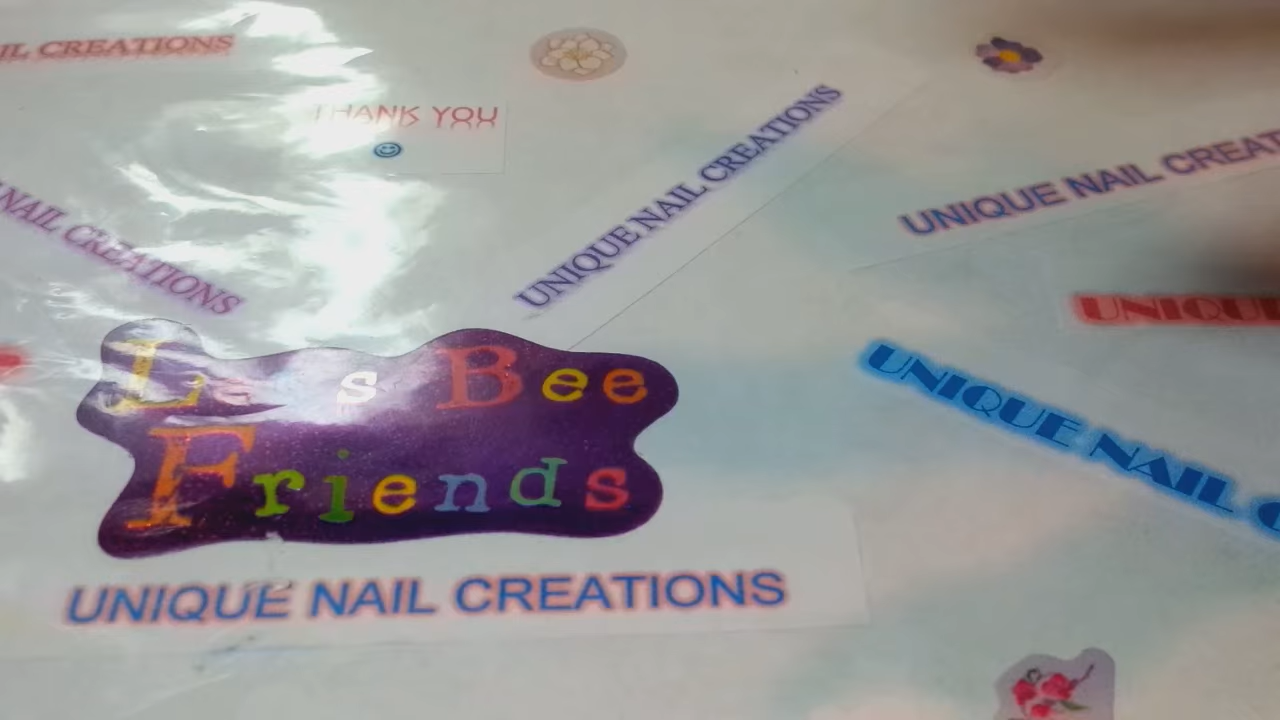 IL CREATIONS
THANK YOU
NAIL CREATIONS
UNIQUE NAIL CREATIONS
UNIQUE NAIL CREAT
UNIQUE
UNIQUE NAIL C
Let's Bee
Friends
UNIQUE NAIL CREATIONS